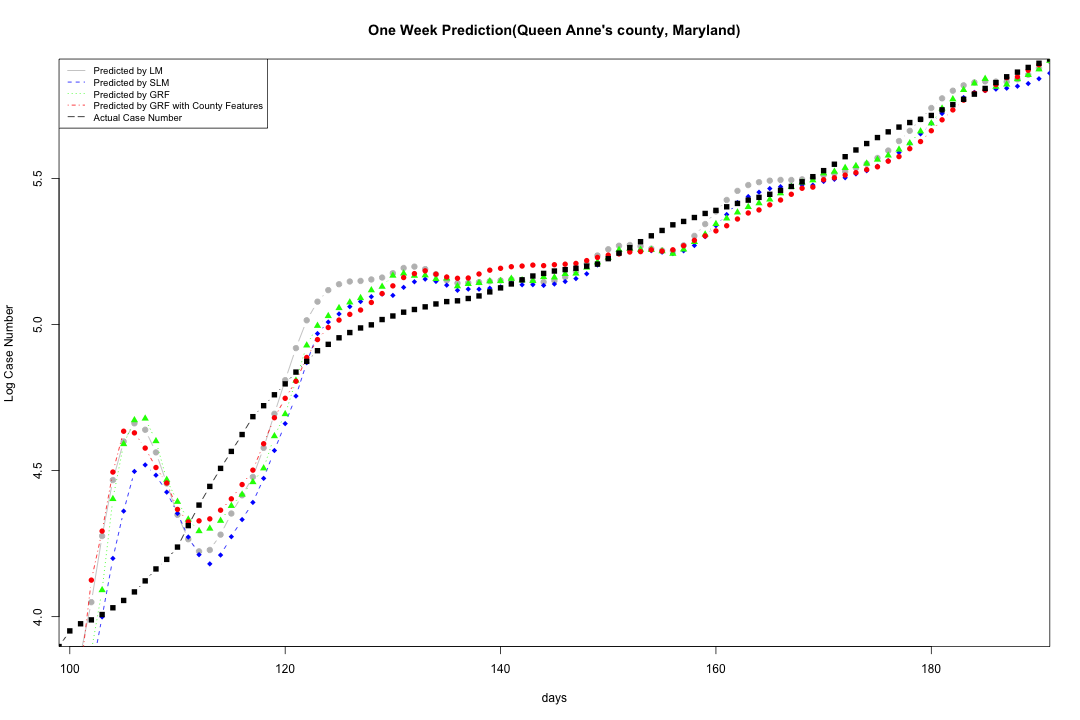 One Week Prediction(Queen Anne's county, Maryland)
Predicted by LM
Predicted by SLM
Predicted by GRF
Predicted by GRF with County Features
Actual Case Number
Log Case Number
5.5
5.0
4.5
4.0
100 120 140 160 180
days